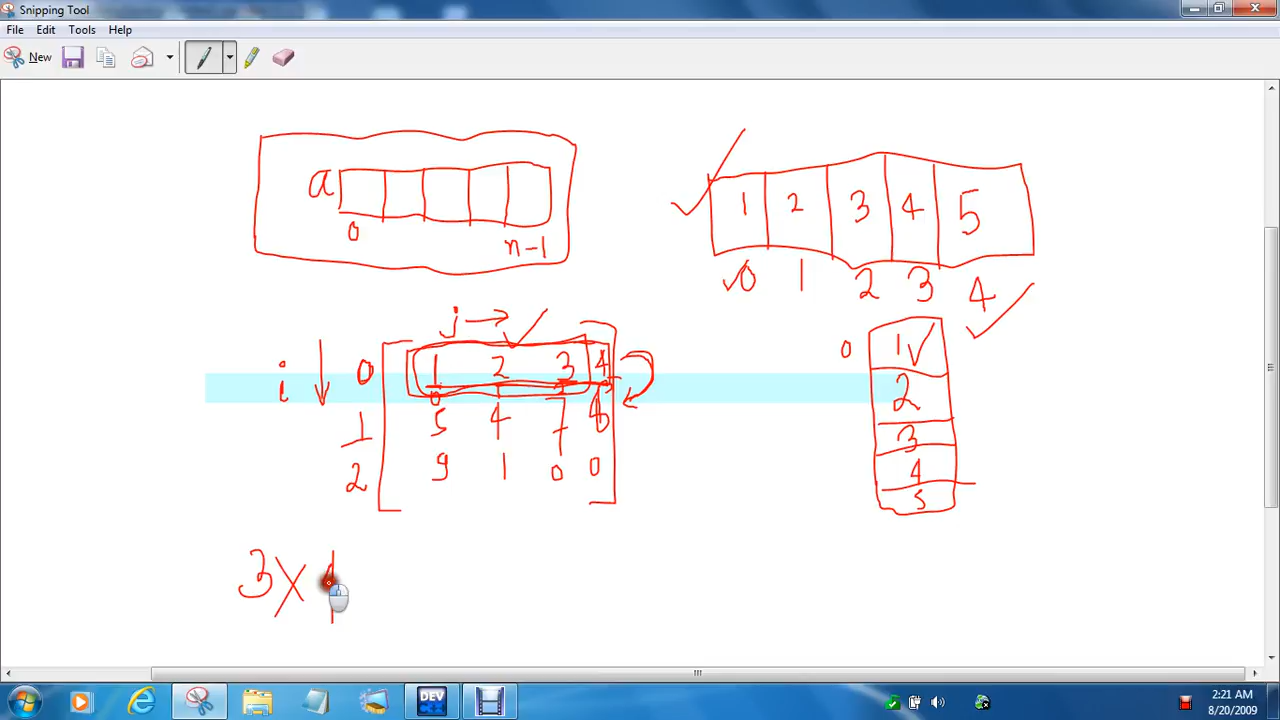 Snipping Tool
File Edit Tools Help
New
a
0 n-1
1 2 3 4 5
0 1 2 3 4
j →
i 0 1 2 3 4
0 1
1 5 4 7 8
2 9 1 0 0
0 1
2
3
4
5
3 X
DEV
C++
2:21 AM
8/20/2009